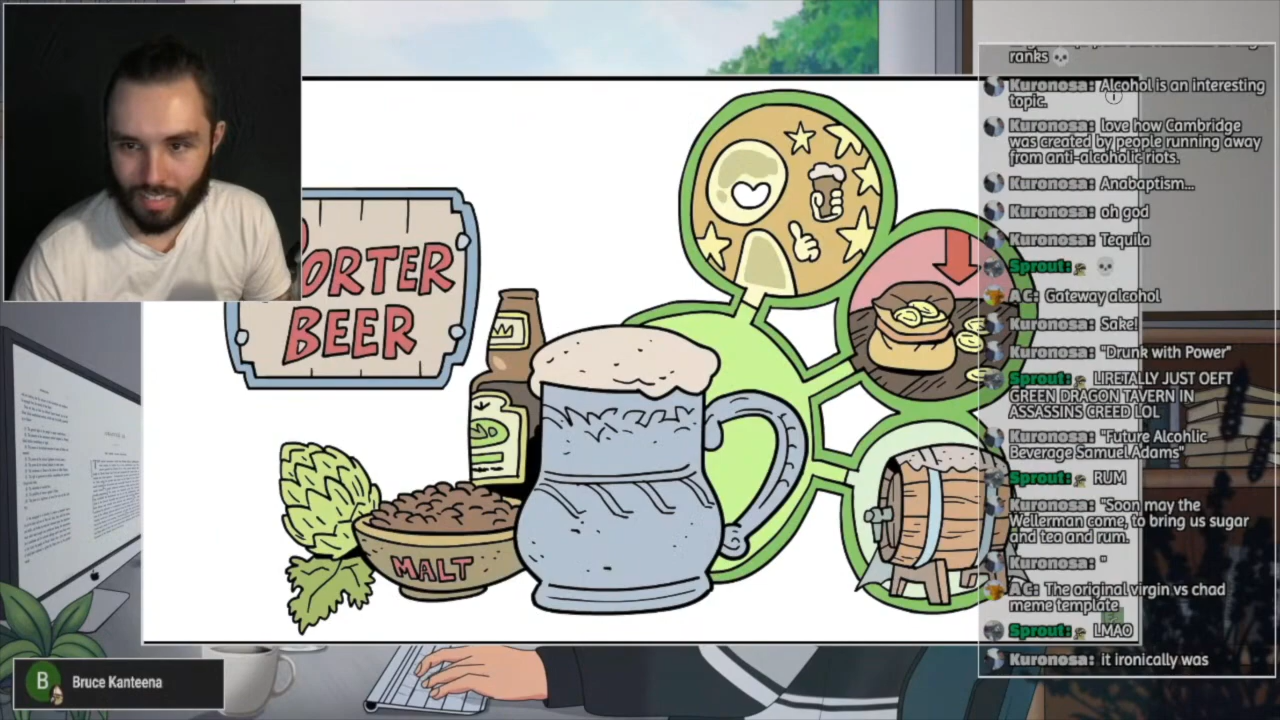 PORTER
BEER
MALT
B
Bruce Kanteena
ranks
Kuronosa: Alcohol is an interesting
topic.
Kuronosa: love how Cambridge
was created by people running away
from anti-alcoholic riots.
Kuronosa: Anabaptism...
Kuronosa: oh god
Kuronosa: Tequila
Sprout:
AC: Gateway alcohol
Kuronosa: Sake!
Kuronosa: "Drunk with Power"
Sprout: LIRETALLY JUST OEFT
GREEN DRAGON TAVERN IN
ASSASSINS CREED LOL
Kuronosa: "Future Alcohlic
Beverage Samuel Adams"
Sprout: RUM
Kuronosa: "Soon may the
Wellerman come, to bring us sugar
and tea and rum.
Kuronosa: "
AC: The original virgin vs chad
meme template
Sprout: LMAO
Kuronosa: it ironically was